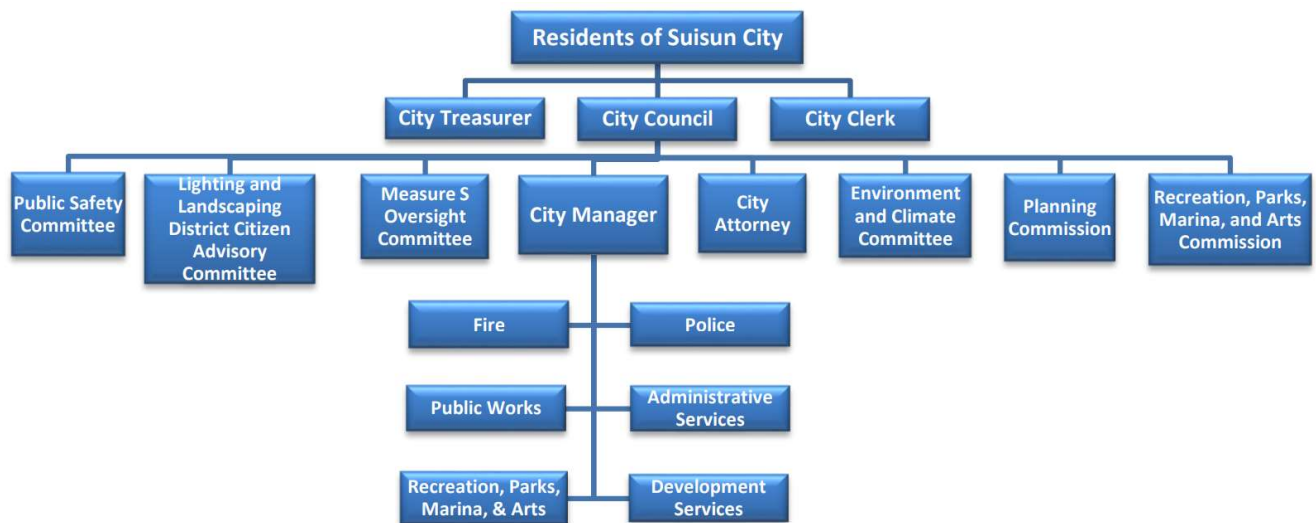 Residents of Suisun City
City Treasurer
City Council
City Clerk
Public Safety
Committee
Lighting and
Landscaping
District Citizen
Advisory
Committee
Measure S
Oversight
Committee
City Manager
City
Attorney
Environment
and Climate
Committee
Planning
Commission
Recreation, Parks,
Marina, and Arts
Commission
Fire
Police
Public Works
Administrative
Services
Recreation, Parks,
Marina, & Arts
Development
Services